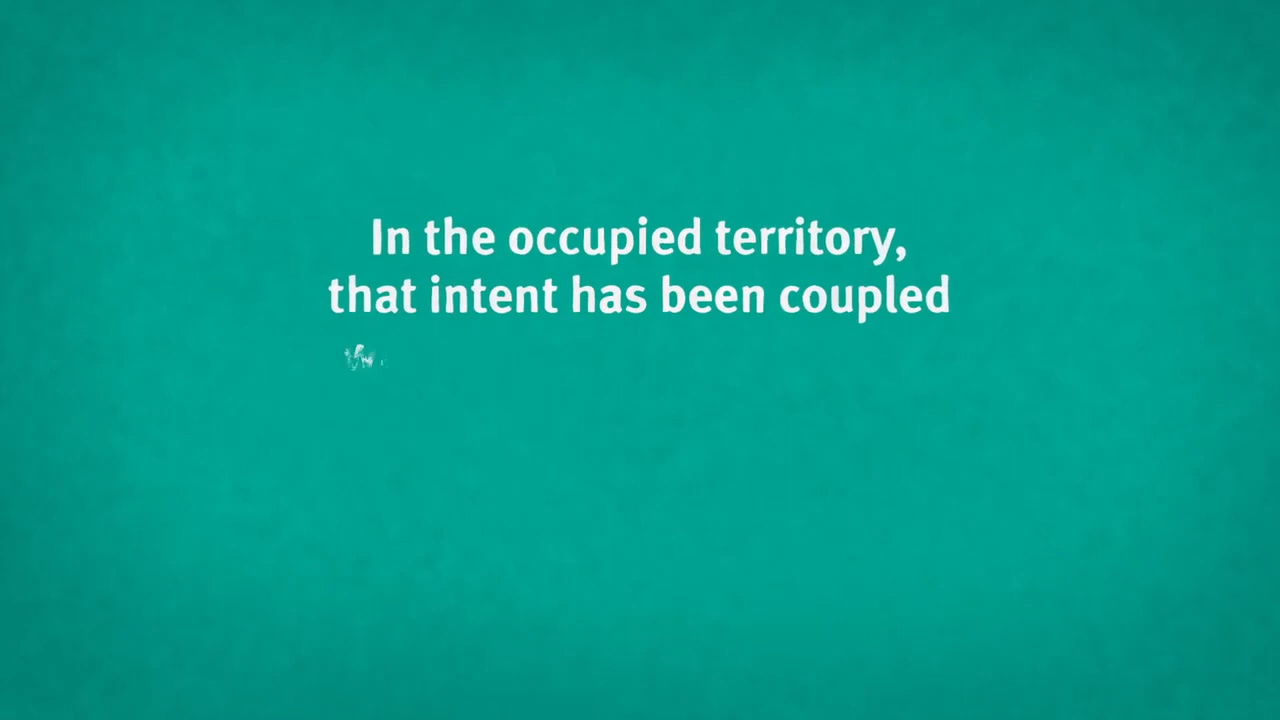 In the occupied territory,
that intent has been coupled